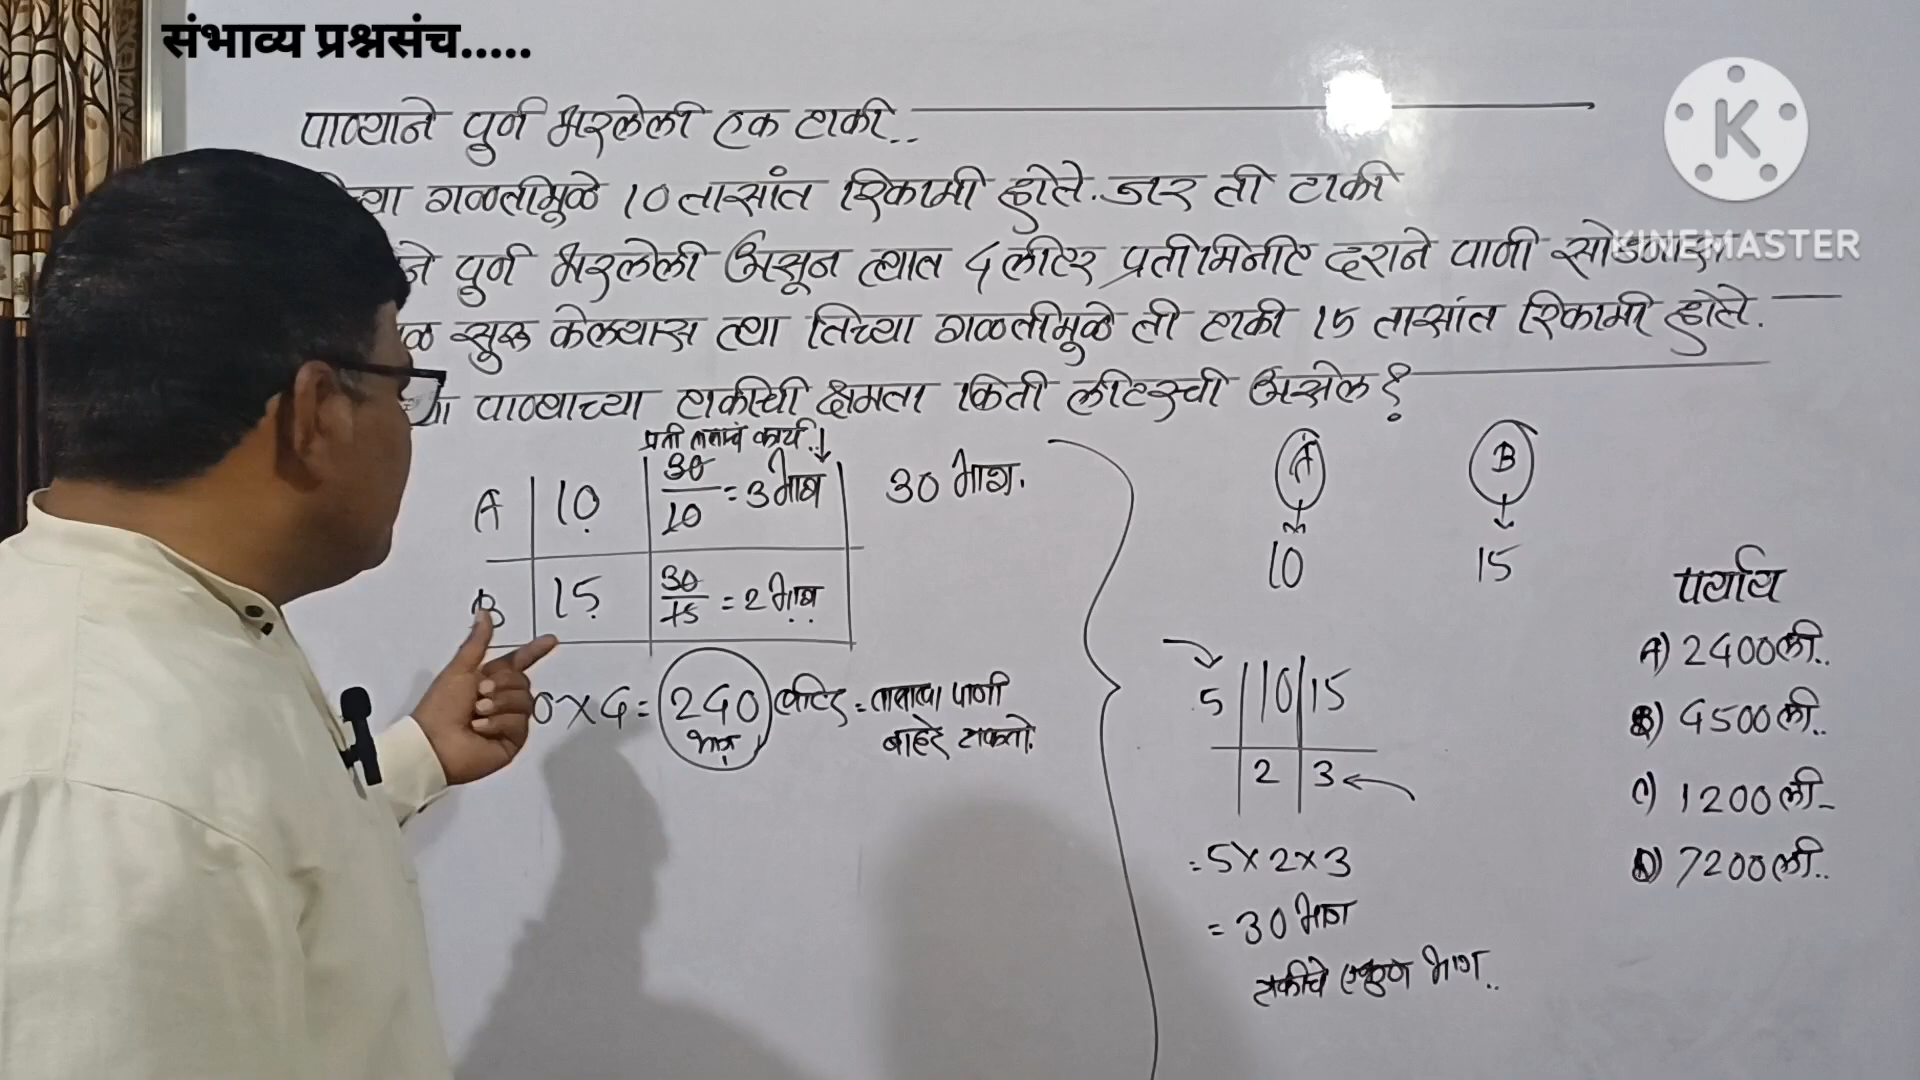 संभाव्य प्रश्नसंच.....
पाण्याने पुर्ण भरलेली एक टाकी..
च्या गळतीमुळे 10 तासांत रिकामी होते. जर ती टाकी
ने पुर्ण भरलेली असून त्यात 4 लीटर प्रतीमिनीट दराने पाणी
ळ सुरू केल्यास त्या तिच्या गळतीमुळे ती टाकी 15 तासांत रिकामी होते.
पाण्याच्या टाकीची क्षमता किती लीटरची असेल?
KINEMASTER
प्रती कार्य ↓
A 10 30/10 = 3 भाग 30 भाग.
B 15 30/15 = 2 भाग
0 × 4 = 240 लीटर = पाणी
भाग बाहेर टाकतो.
A B
10 15
5 10 15
2 3
= 5 × 2 × 3
= 30 भाग
टाकीचे एकुण भाग..
पर्याय
A) 2400 ली..
B) 4500 ली..
C) 1200 ली-
D) 7200 ली..